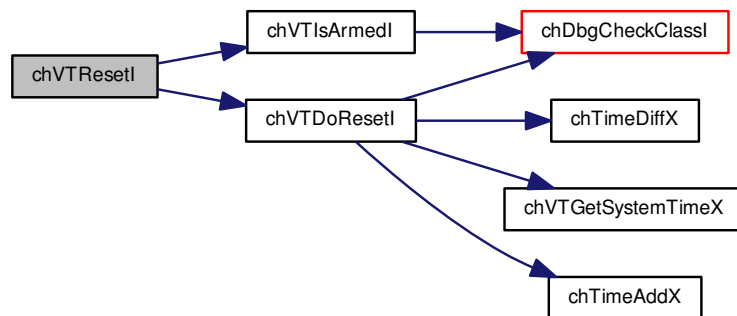 chVTResetI
chVTIsArmedI
chVTDoResetI
chDbgCheckClassI
chTimeDiffX
chVTGetSystemTimeX
chTimeAddX